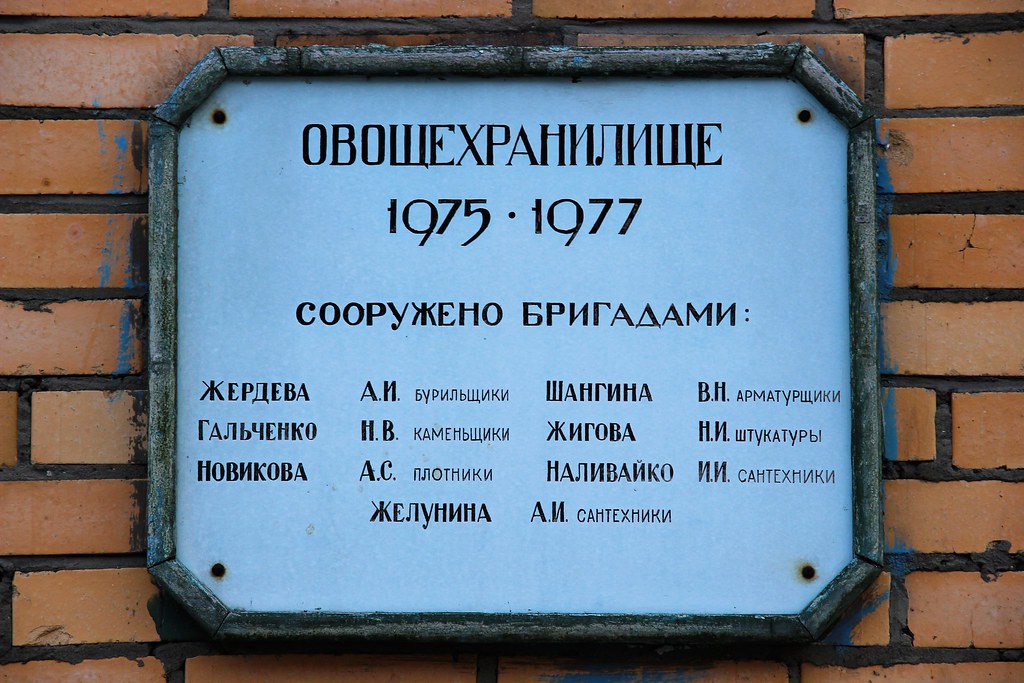 ОВОЩЕХРАНИЛИЩЕ
1975 · 1977
СООРУЖЕНО БРИГАДАМИ:
ЖЕРДЕВА А.И. БУРИЛЬЩИКИ ШАНГИНА В.Н. АРМАТУРЩИКИ
ГАЛЬЧЕНКО Н.В. КАМЕНЬЩИКИ ЖИГОВА Н.И. ШТУКАТУРЫ
НОВИКОВА А.С. ПЛОТНИКИ НАЛИВАЙКО И.И. САНТЕХНИКИ
ЖЕЛУНИНА А.И. САНТЕХНИКИ